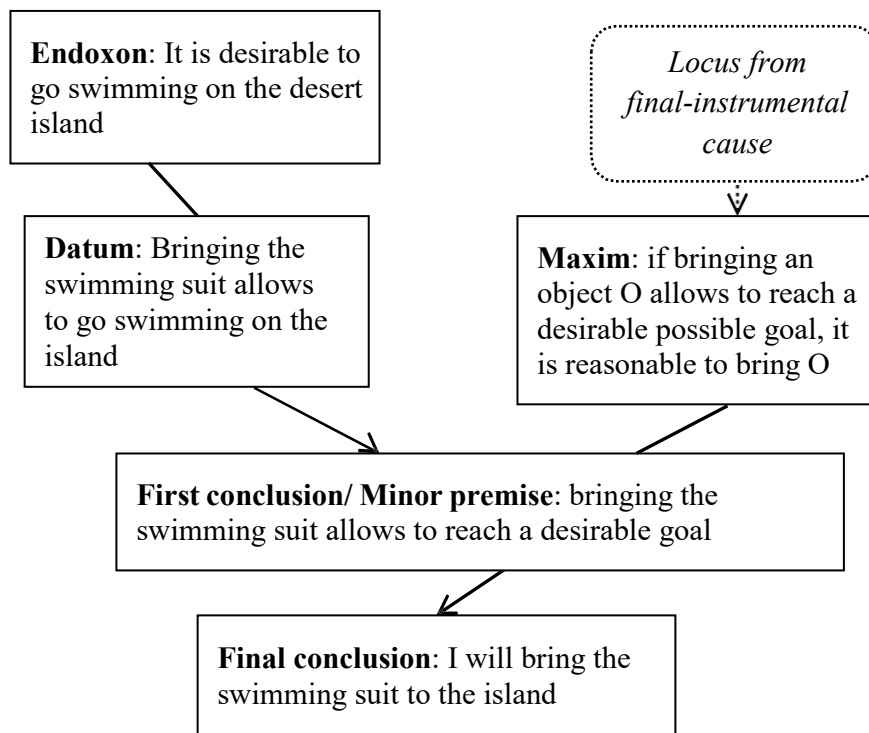 Endoxon: It is desirable to
go swimming on the desert
island
Locus from
final-instrumental
cause
Datum: Bringing the
swimming suit allows
to go swimming on the
island
Maxim: if bringing an
object O allows to reach a
desirable possible goal, it
is reasonable to bring O
First conclusion/ Minor premise: bringing the
swimming suit allows to reach a desirable goal
Final conclusion: I will bring the
swimming suit to the island